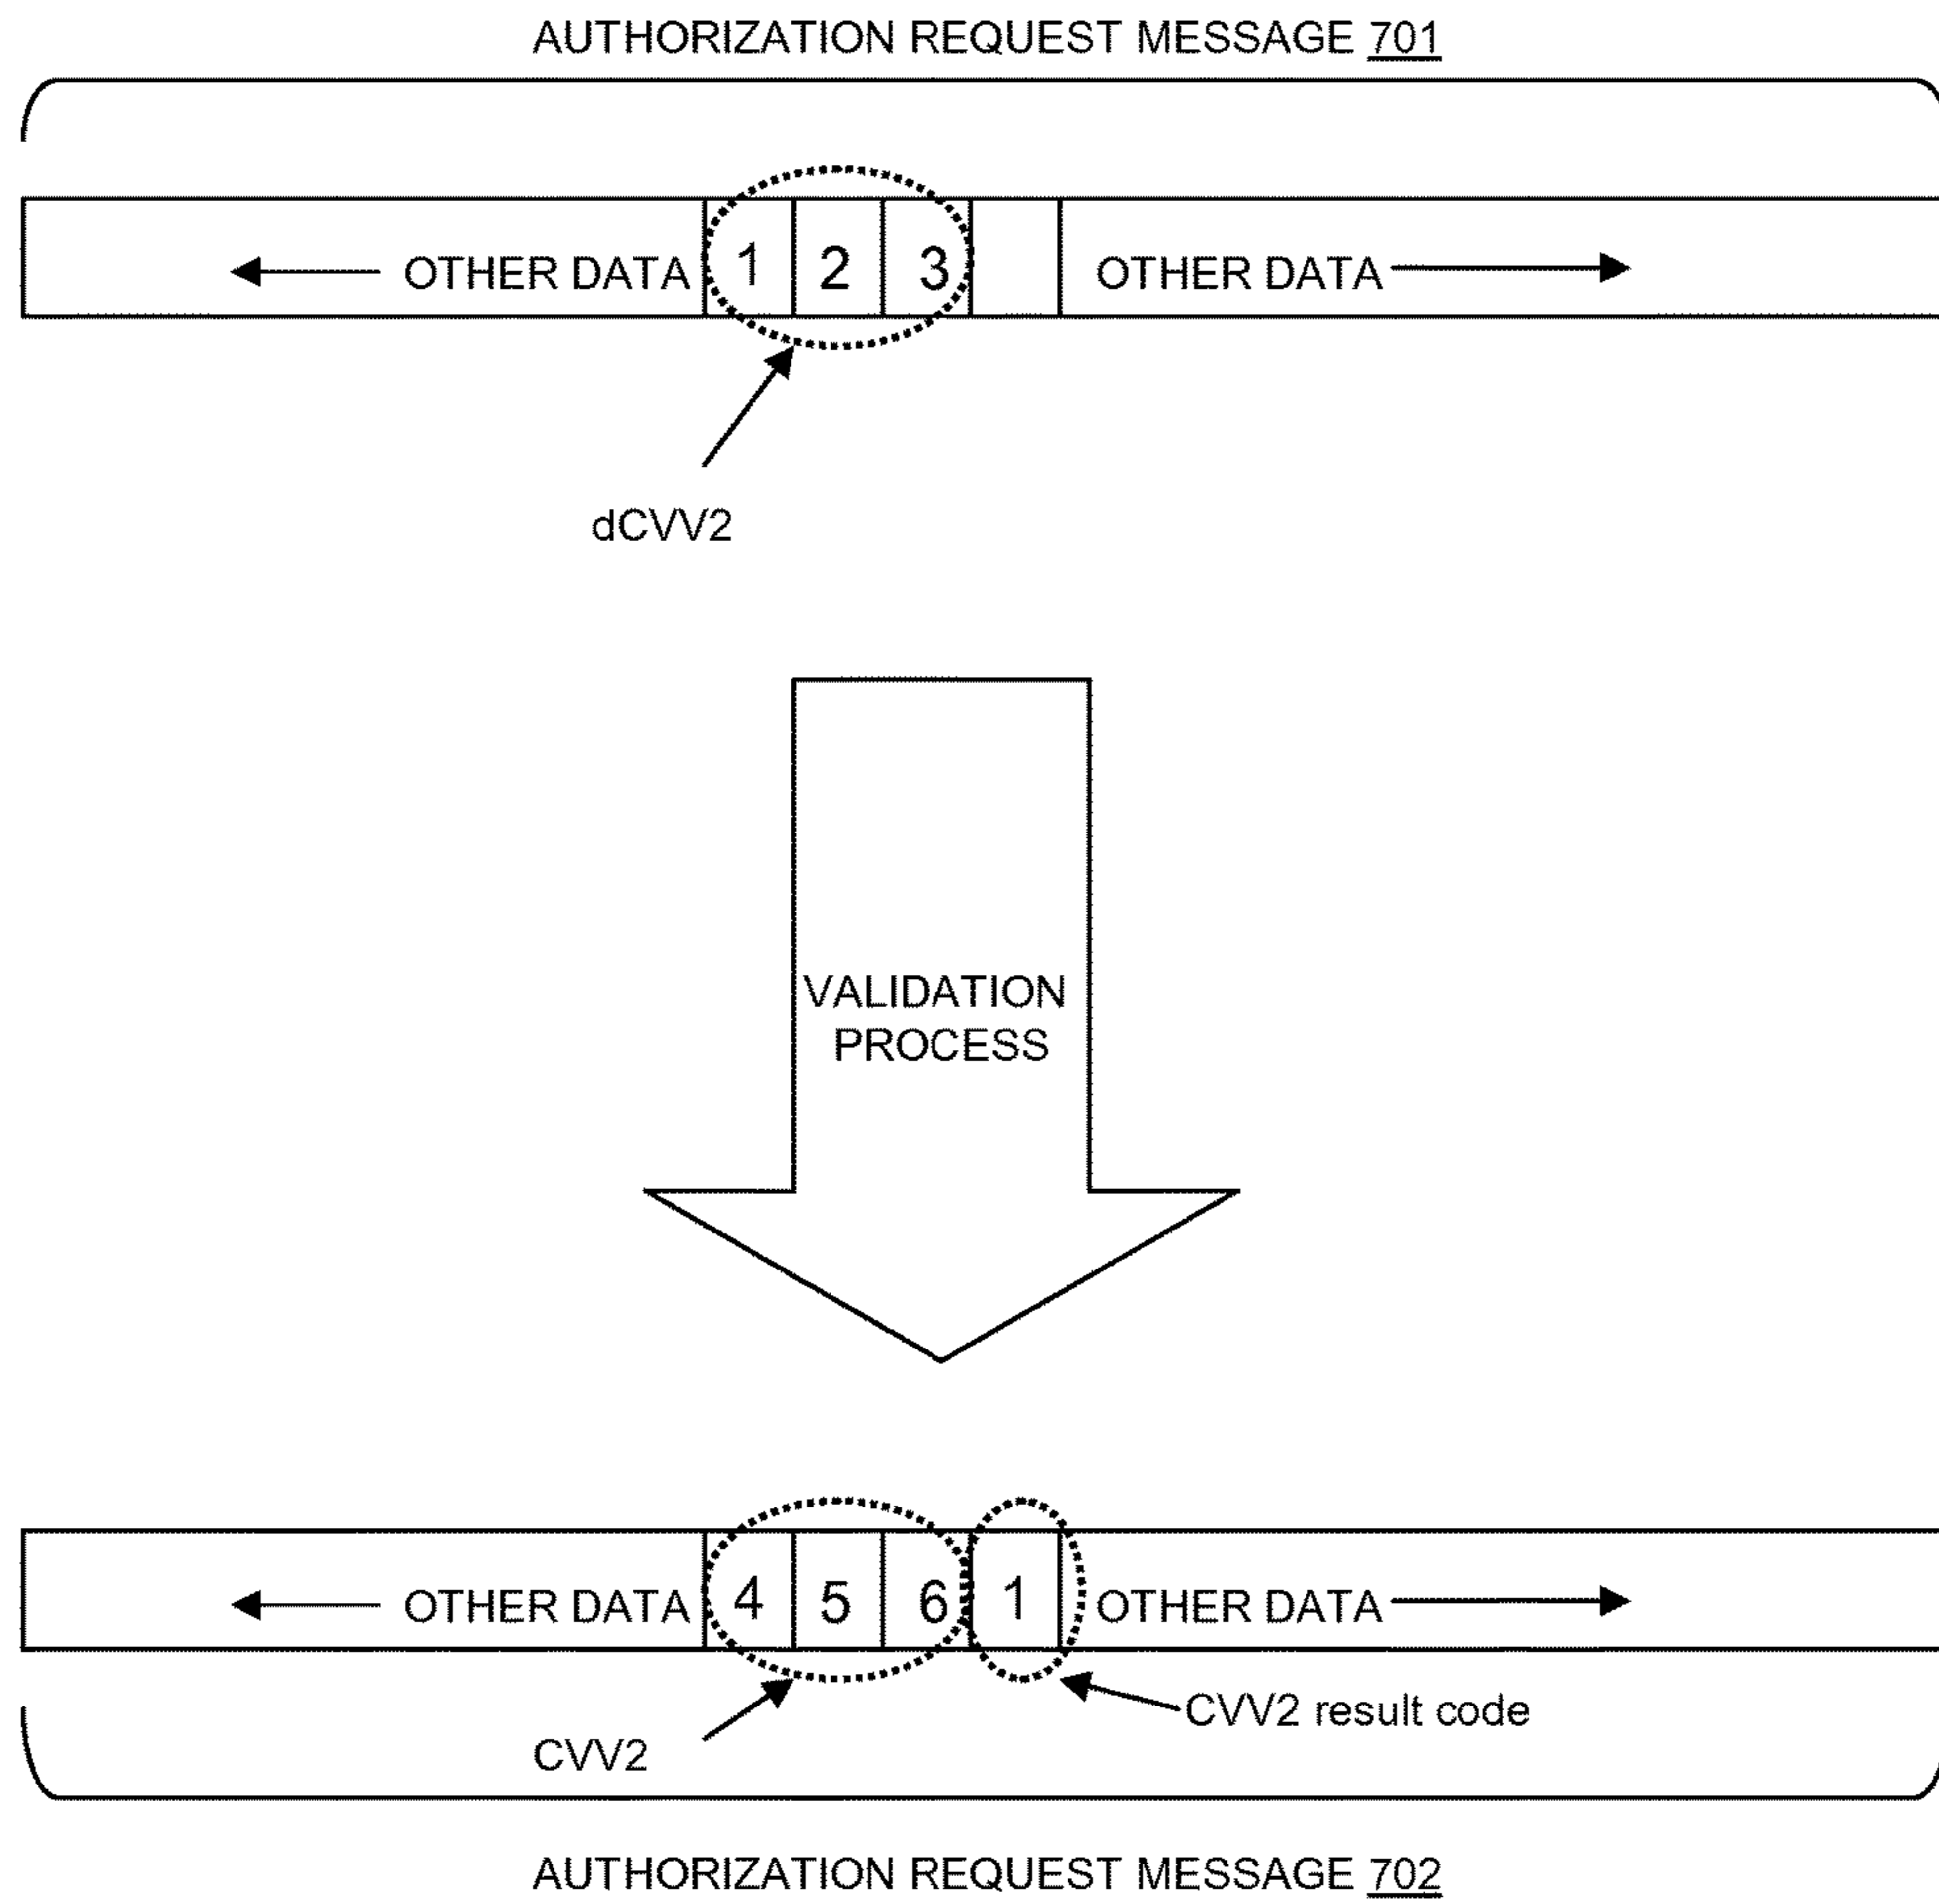 AUTHORIZATION REQUEST MESSAGE 701
OTHER DATA 1 2 3 OTHER DATA
dCVV2
VALIDATION
PROCESS
OTHER DATA 4 5 6 1 OTHER DATA
CVV2 result code
CVV2
AUTHORIZATION REQUEST MESSAGE 702